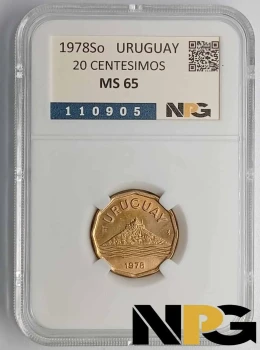 1978So URUGUAY
20 CENTESIMOS
MS 65
110905
NPG
URUGUAY
1978
NPG